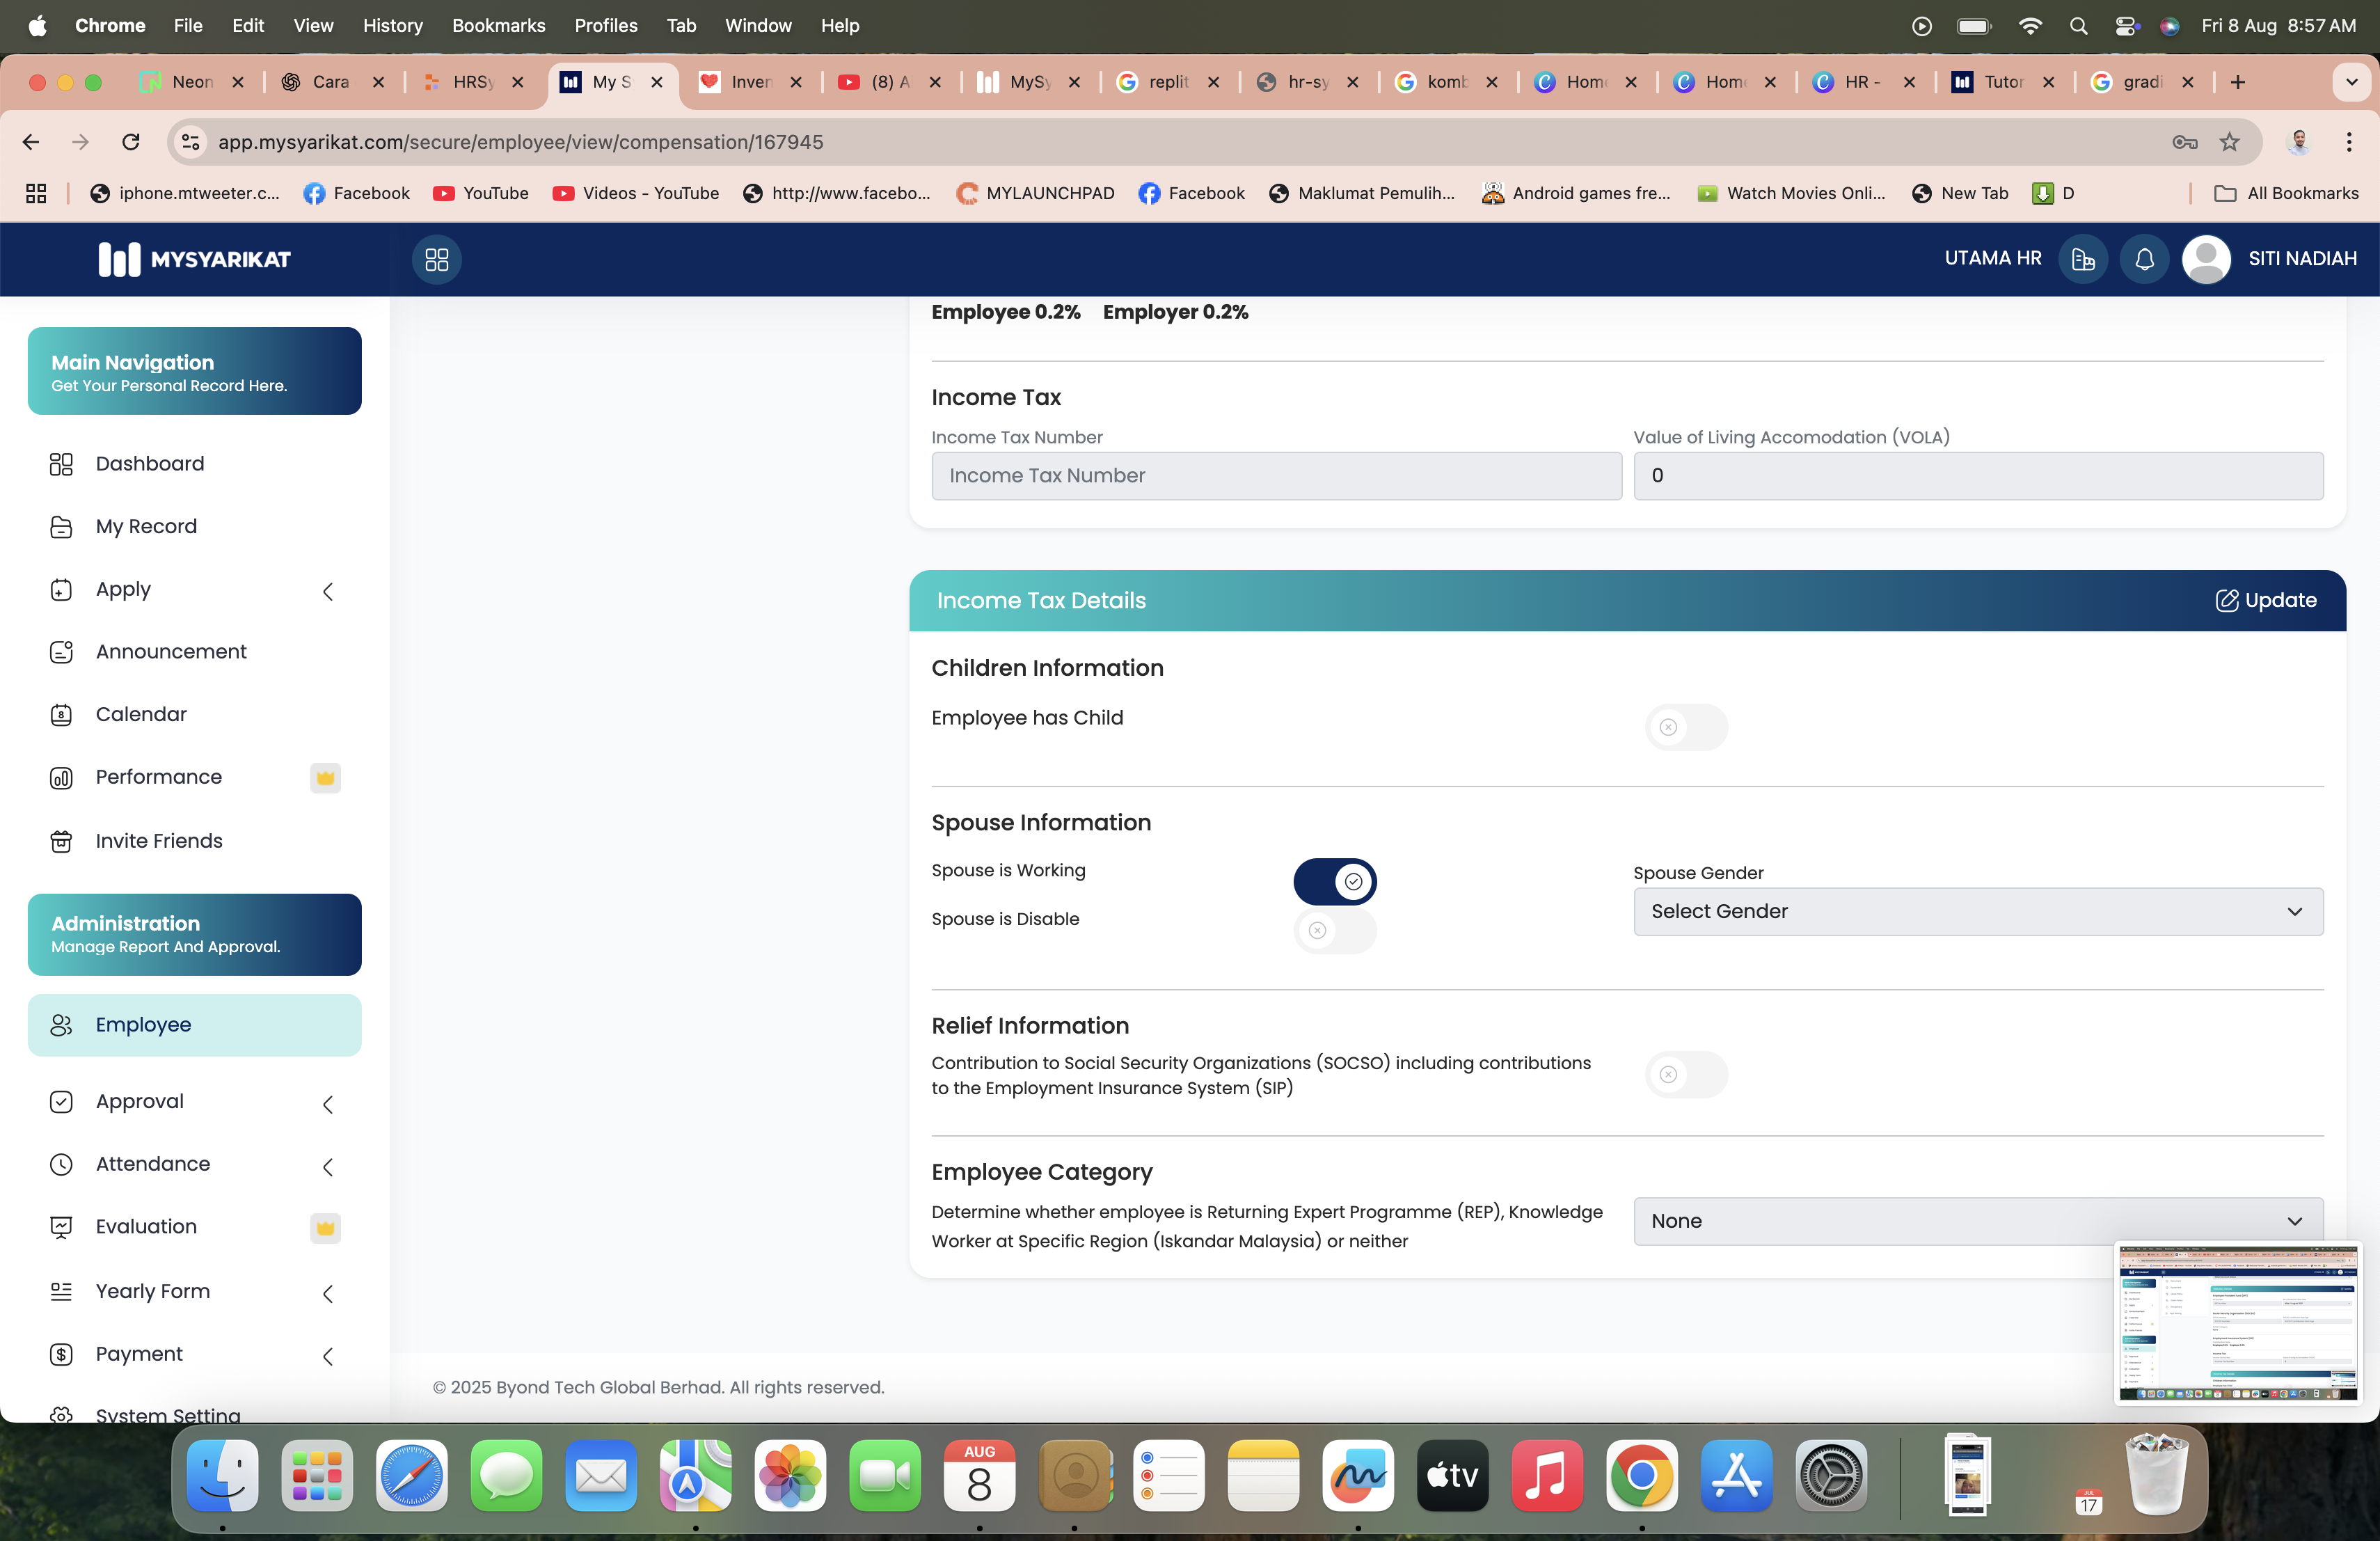 Chrome File Edit View History Bookmarks Profiles Tab Window Help Fri 8 Aug 8:57 AM
Neon Cara HRSy My S Inven (8) A MySy replit hr-sy komb Home Home HR - Tutor gradi
app.mysyarikat.com/secure/employee/view/compensation/167945
iphone.mtweeter.c... Facebook YouTube Videos - YouTube http://www.facebo... MYLAUNCHPAD Facebook Maklumat Pemulih... Android games fre... Watch Movies Onli... New Tab D All Bookmarks
MYSYARIKAT UTAMA HR SITI NADIAH
Main Navigation
Get Your Personal Record Here.
Dashboard
My Record
Apply
Announcement
Calendar
Performance
Invite Friends
Administration
Manage Report And Approval.
Employee
Approval
Attendance
Evaluation
Yearly Form
Payment
System Setting
Employee 0.2% Employer 0.2%
Income Tax
Income Tax Number Value of Living Accomodation (VOLA)
Income Tax Number 0
Income Tax Details Update
Children Information
Employee has Child
Spouse Information
Spouse is Working
Spouse Gender
Select Gender
Spouse is Disable
Relief Information
Contribution to Social Security Organizations (SOCSO) including contributions
to the Employment Insurance System (SIP)
Employee Category
Determine whether employee is Returning Expert Programme (REP), Knowledge
Worker at Specific Region (Iskandar Malaysia) or neither
None
© 2025 Byond Tech Global Berhad. All rights reserved.
AUG
8
tv
JUL
17